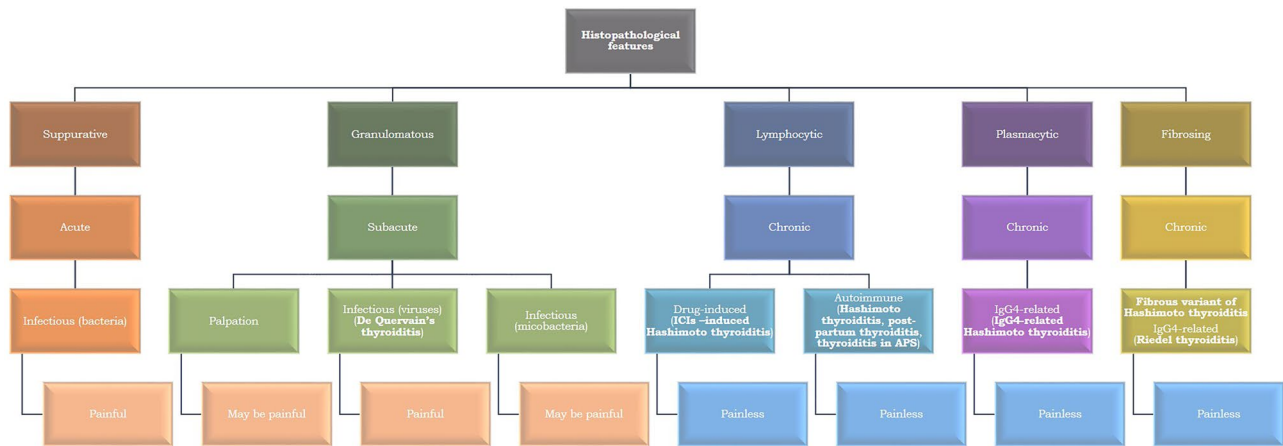 Histopathological
features
Suppurative
Granulomatous
Lymphocytic
Plasmacytic
Fibrosing
Acute
Subacute
Chronic
Chronic
Chronic
Infectious (bacteria)
Palpation
Infectious (viruses)
(De Quervain's
thyroiditis)
Infectious
(micobacteria)
Drug-induced
(ICIs –induced
Hashimoto thyroiditis)
Autoimmune
(Hashimoto
thyroiditis, post-
partum thyroiditis,
thyroiditis in APS)
IgG4-related
(IgG4-related
Hashimoto thyroiditis)
Fibrous variant of
Hashimoto thyroiditis
IgG4-related
(Riedel thyroiditis)
Painful
May be painful
Painful
May be painful
Painless
Painless
Painless
Painless